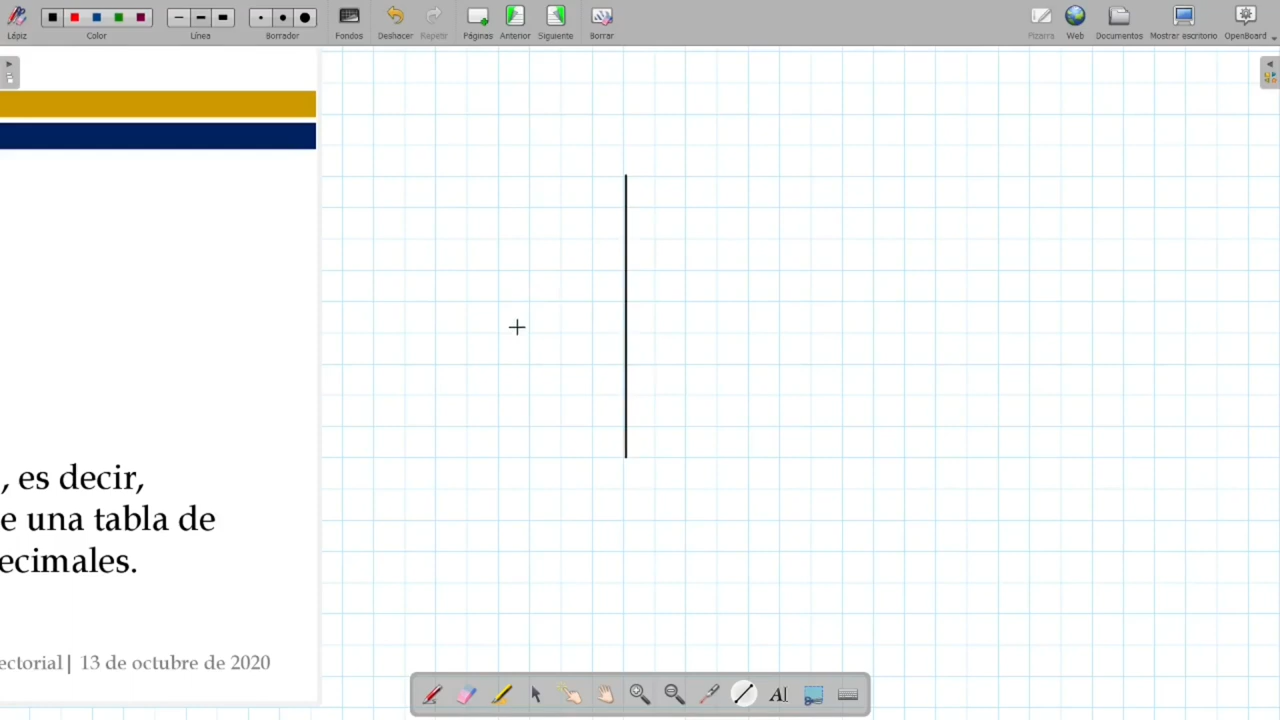 Lápiz
Color
Línea
Borrador
Fondos
Deshacer
Repetir
Páginas
Anterior
Siguiente
Borrar
Pizarra
Web
Documentos
Mostrar escritorio
OpenBoard
, es decir,
e una tabla de
ecimales.
ectorial| 13 de octubre de 2020
AI